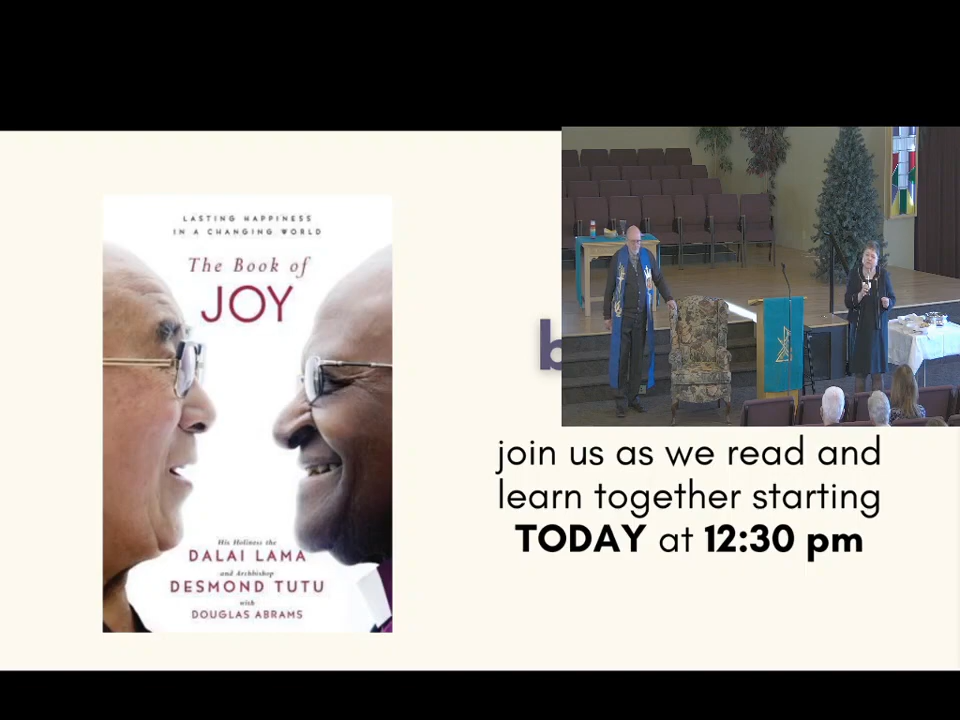 LASTING HAPPINESS
IN A CHANGING WORLD
The Book of
JOY
His Holiness the
DALAI LAMA
and Archbishop
DESMOND TUTU
with
DOUGLAS ABRAMS
join us as we read and
learn together starting
TODAY at 12:30 pm